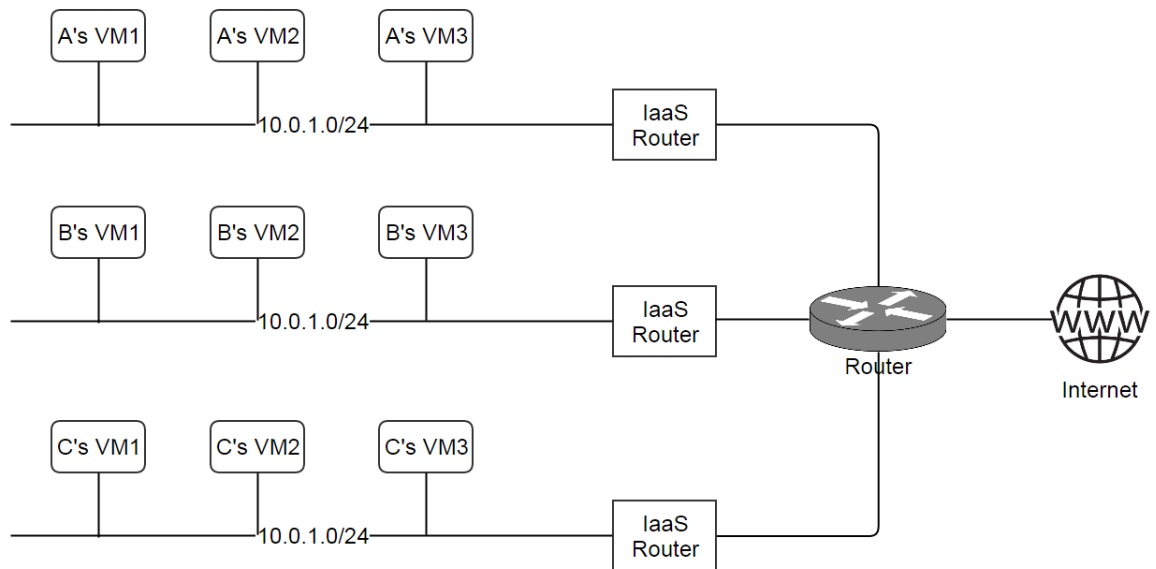 A's VM1
A's VM2
A's VM3
10.0.1.0/24
IaaS
Router
B's VM1
B's VM2
B's VM3
10.0.1.0/24
IaaS
Router
Router
WWW
Internet
C's VM1
C's VM2
C's VM3
10.0.1.0/24
IaaS
Router